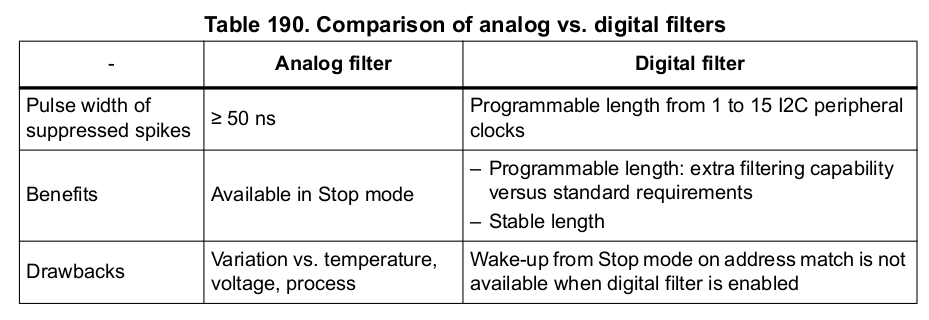 Table 190. Comparison of analog vs. digital filters
-
Analog filter
Digital filter
Pulse width of
suppressed spikes
≥ 50 ns
Programmable length from 1 to 15 I2C peripheral
clocks
Benefits
Available in Stop mode
– Programmable length: extra filtering capability
versus standard requirements
– Stable length
Drawbacks
Variation vs. temperature,
voltage, process
Wake-up from Stop mode on address match is not
available when digital filter is enabled